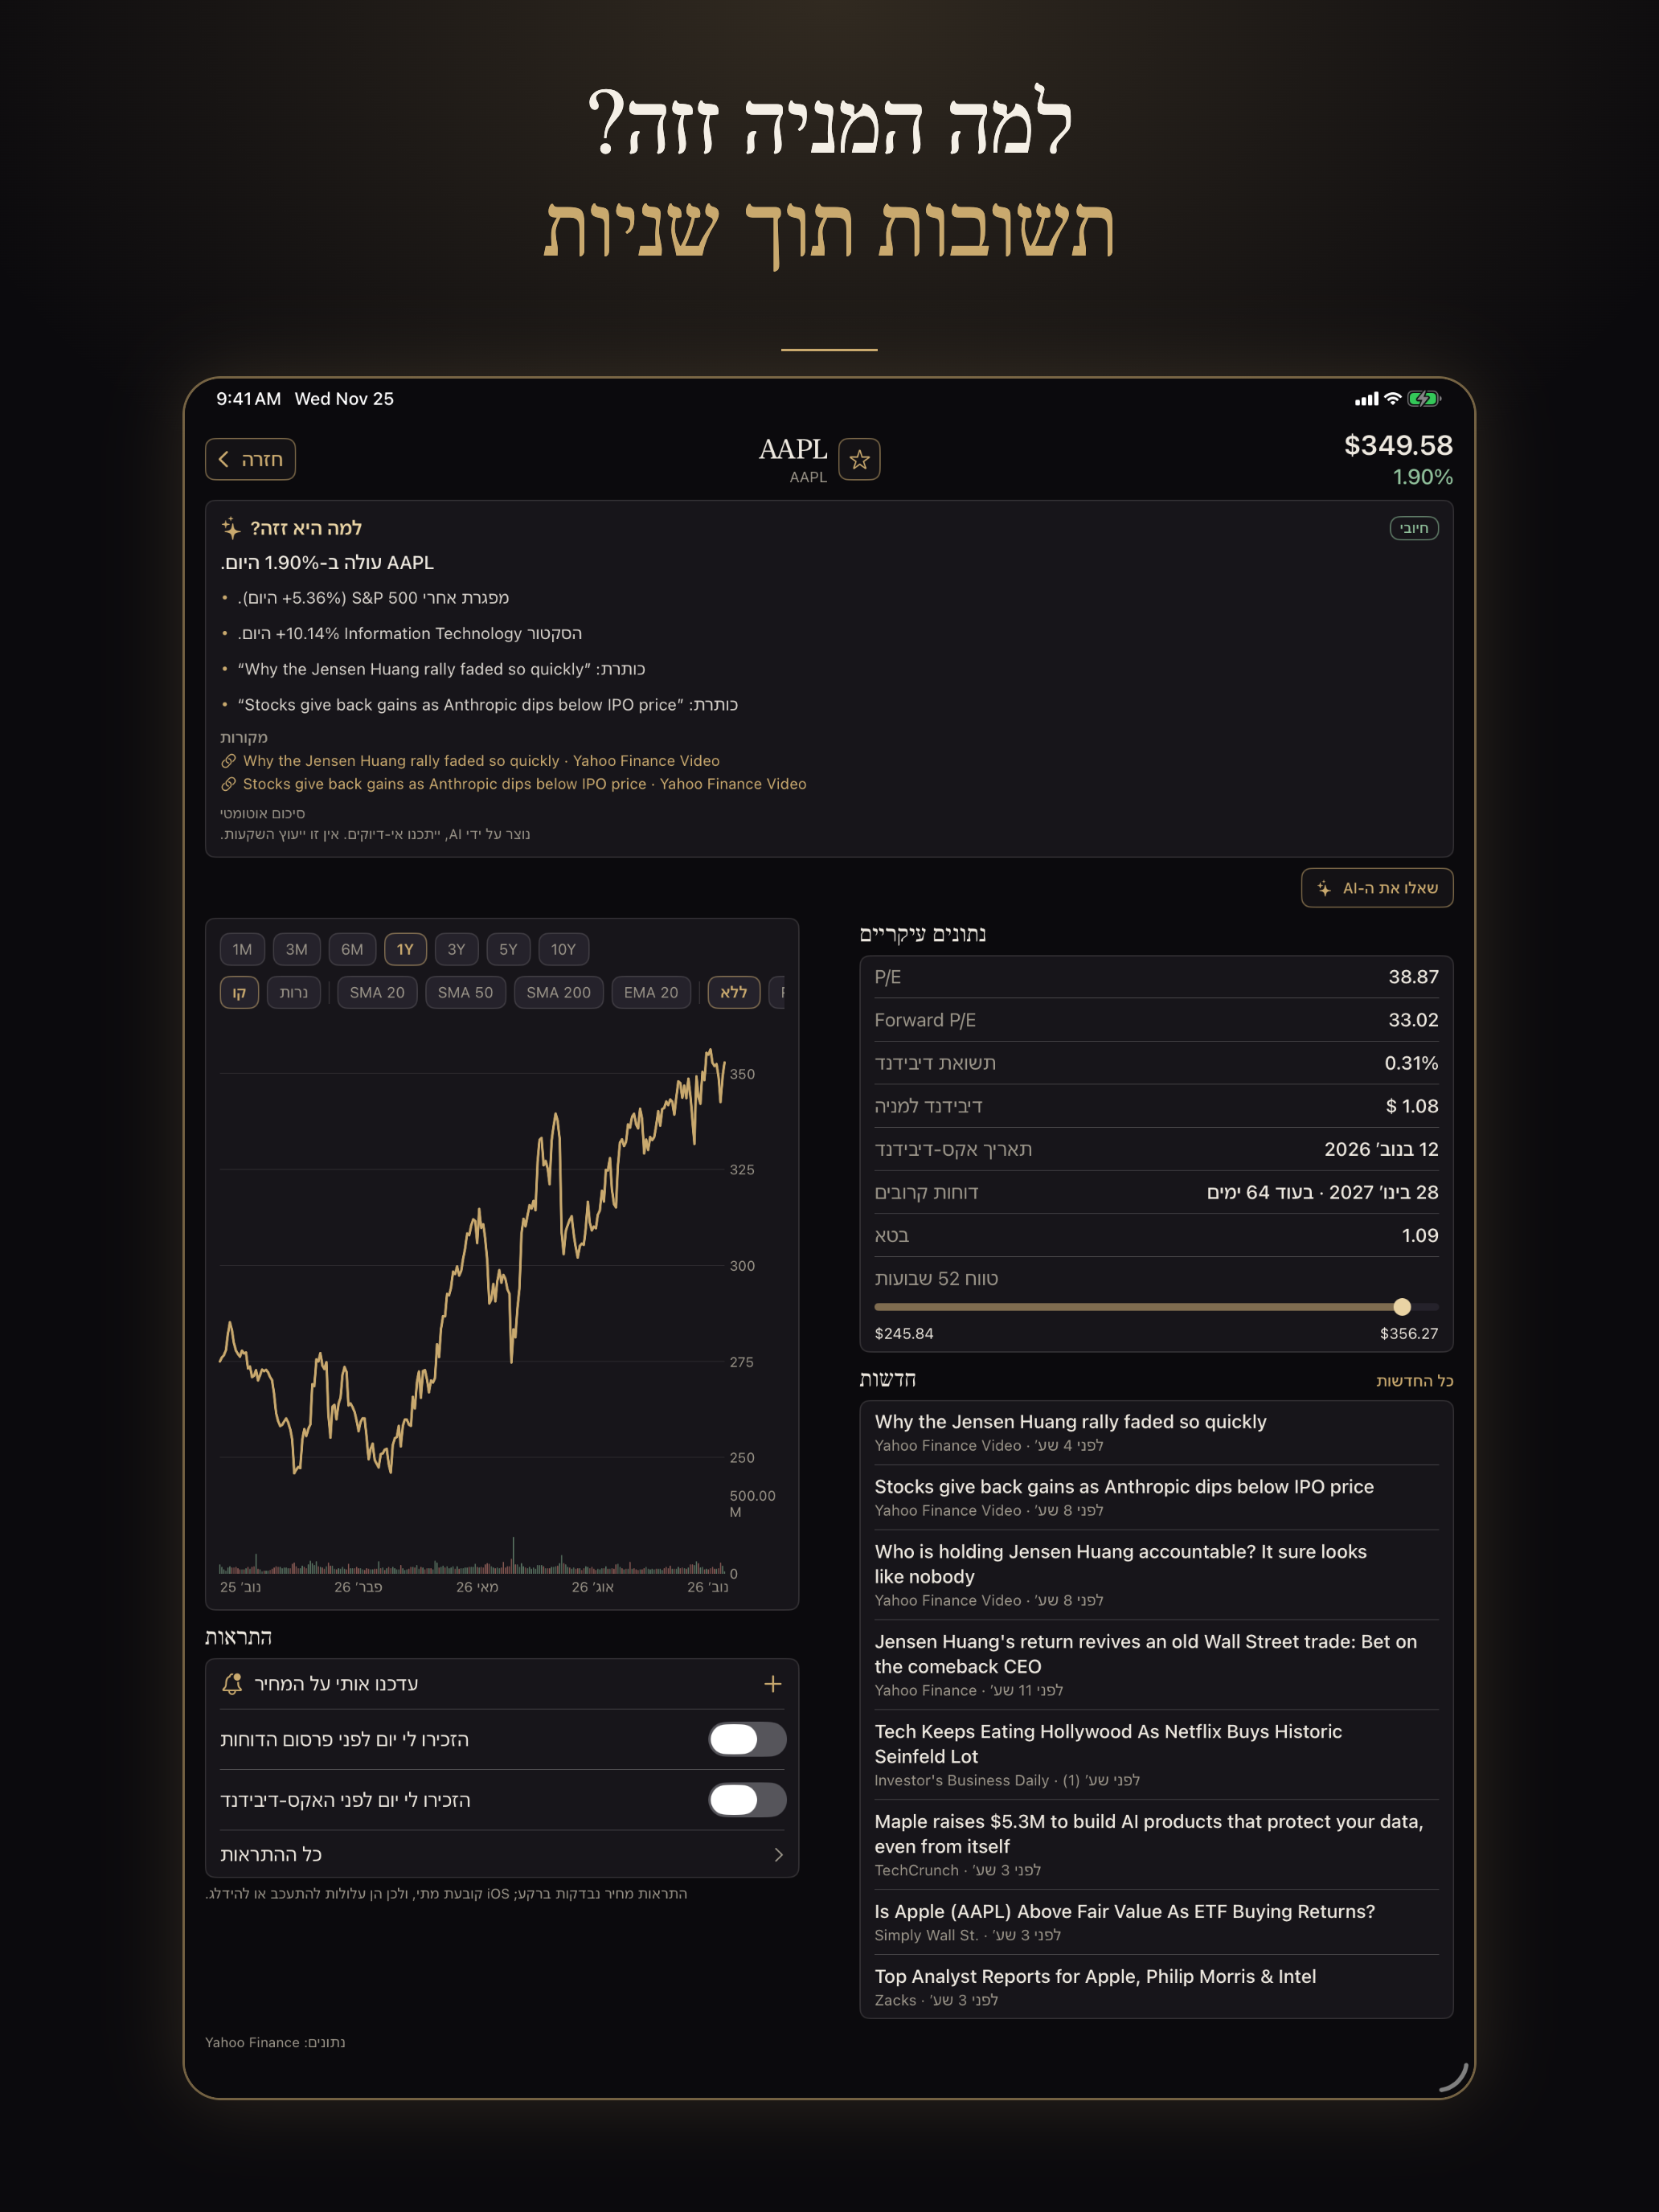 למה המניה זזה?
תשובות תוך שניות
9:41 AM Wed Nov 25
חזרה
AAPL
AAPL
$349.58
1.90%
למה היא זזה?
חיובי
AAPL עולה ב-1.90% היום.
• מפגרת אחרי S&P 500 (+5.36% היום).
• הסקטור Information Technology +10.14% היום.
• כותרת: “Why the Jensen Huang rally faded so quickly”
• כותרת: “Stocks give back gains as Anthropic dips below IPO price”
מקורות
Why the Jensen Huang rally faded so quickly · Yahoo Finance Video
Stocks give back gains as Anthropic dips below IPO price · Yahoo Finance Video
סיכום אוטומטי
נוצר על ידי AI, ייתכנו אי-דיוקים. אין זו ייעוץ השקעות.
שאלו את ה-AI
1M 3M 6M 1Y 3Y 5Y 10Y
קו נרות SMA 20 SMA 50 SMA 200 EMA 20 ללא
350
325
300
275
250
500.00
M
0
נוב׳ 25 פבר׳ 26 מאי 26 אוג׳ 26 נוב׳ 26
התראות
עדכנו אותי על המחיר
הזכירו לי יום לפני פרסום הדוחות
הזכירו לי יום לפני האקס-דיבידנד
כל ההתראות
התראות מחיר נבדקות ברקע; iOS קובעת מתי, ולכן הן עלולות להתעכב או להידלג.
נתונים עיקריים
P/E 38.87
Forward P/E 33.02
תשואת דיבידנד 0.31%
דיבידנד למניה $ 1.08
תאריך אקס-דיבידנד 12 בנוב׳ 2026
דוחות קרובים 28 בינו׳ 2027 · בעוד 64 ימים
בטא 1.09
טווח 52 שבועות
$245.84 $356.27
חדשות
כל החדשות
Why the Jensen Huang rally faded so quickly
Yahoo Finance Video · לפני 4 שע׳
Stocks give back gains as Anthropic dips below IPO price
Yahoo Finance Video · לפני 8 שע׳
Who is holding Jensen Huang accountable? It sure looks
like nobody
Yahoo Finance Video · לפני 8 שע׳
Jensen Huang's return revives an old Wall Street trade: Bet on
the comeback CEO
Yahoo Finance · לפני 11 שע׳
Tech Keeps Eating Hollywood As Netflix Buys Historic
Seinfeld Lot
Investor's Business Daily · לפני שע׳ (1)
Maple raises $5.3M to build AI products that protect your data,
even from itself
TechCrunch · לפני 3 שע׳
Is Apple (AAPL) Above Fair Value As ETF Buying Returns?
Simply Wall St. · לפני 3 שע׳
Top Analyst Reports for Apple, Philip Morris & Intel
Zacks · לפני 3 שע׳
נתונים: Yahoo Finance